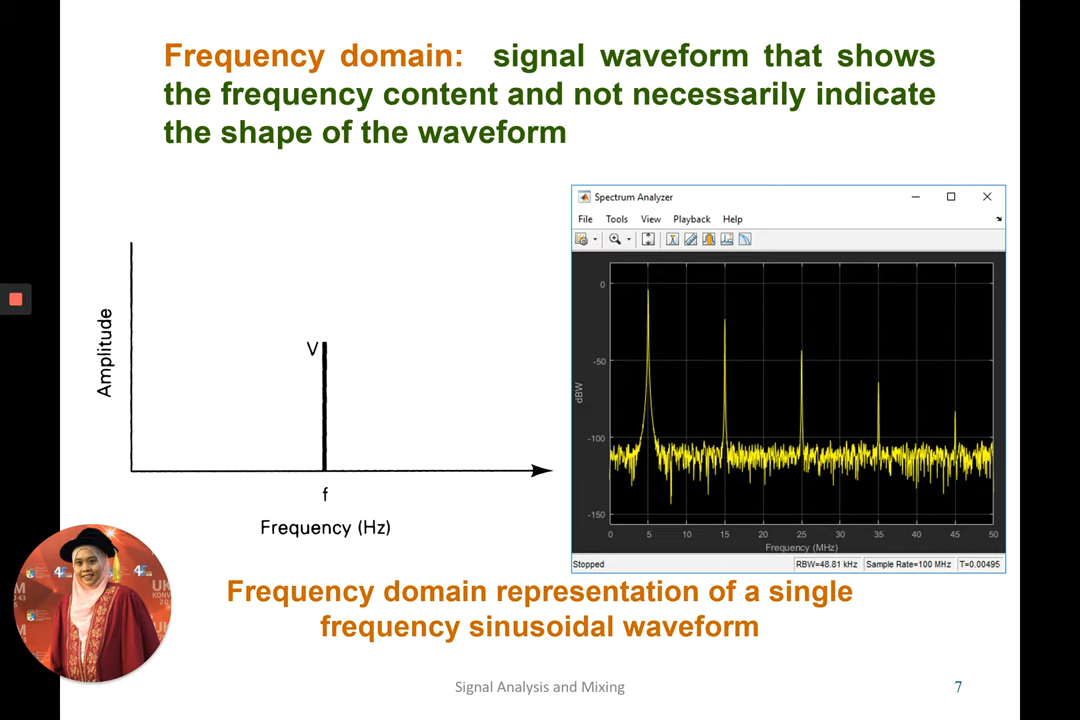 Frequency domain: signal waveform that shows
the frequency content and not necessarily indicate
the shape of the waveform
Amplitude
V
f
Frequency (Hz)
Spectrum Analyzer
File Tools View Playback Help
dBW
0
-50
-100
-150
0 5 10 15 20 25 30 35 40 45 50
Frequency (MHz)
Stopped RBW=48.81 kHz Sample Rate=100 MHz T=0.00495
Frequency domain representation of a single
frequency sinusoidal waveform
Signal Analysis and Mixing
7